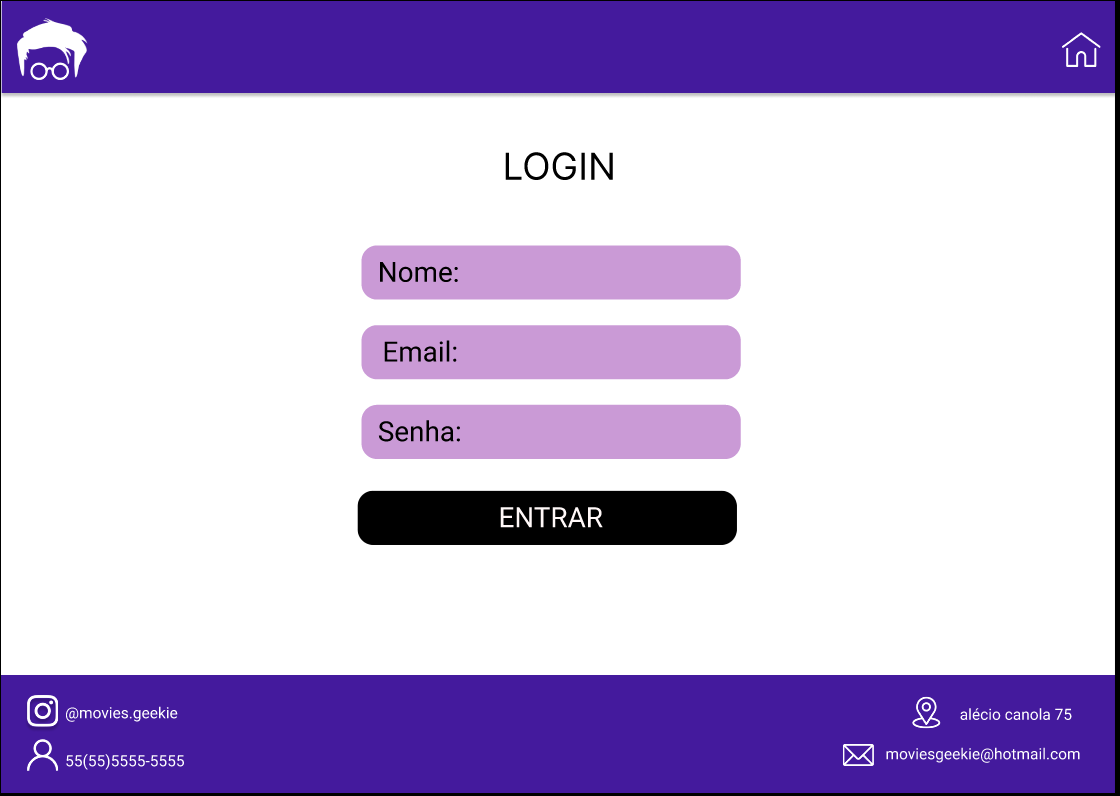 LOGIN
Nome:
Email:
Senha:
ENTRAR
@movies.geekie
alécio canola 75
55(55)5555-5555
moviesgeekie@hotmail.com